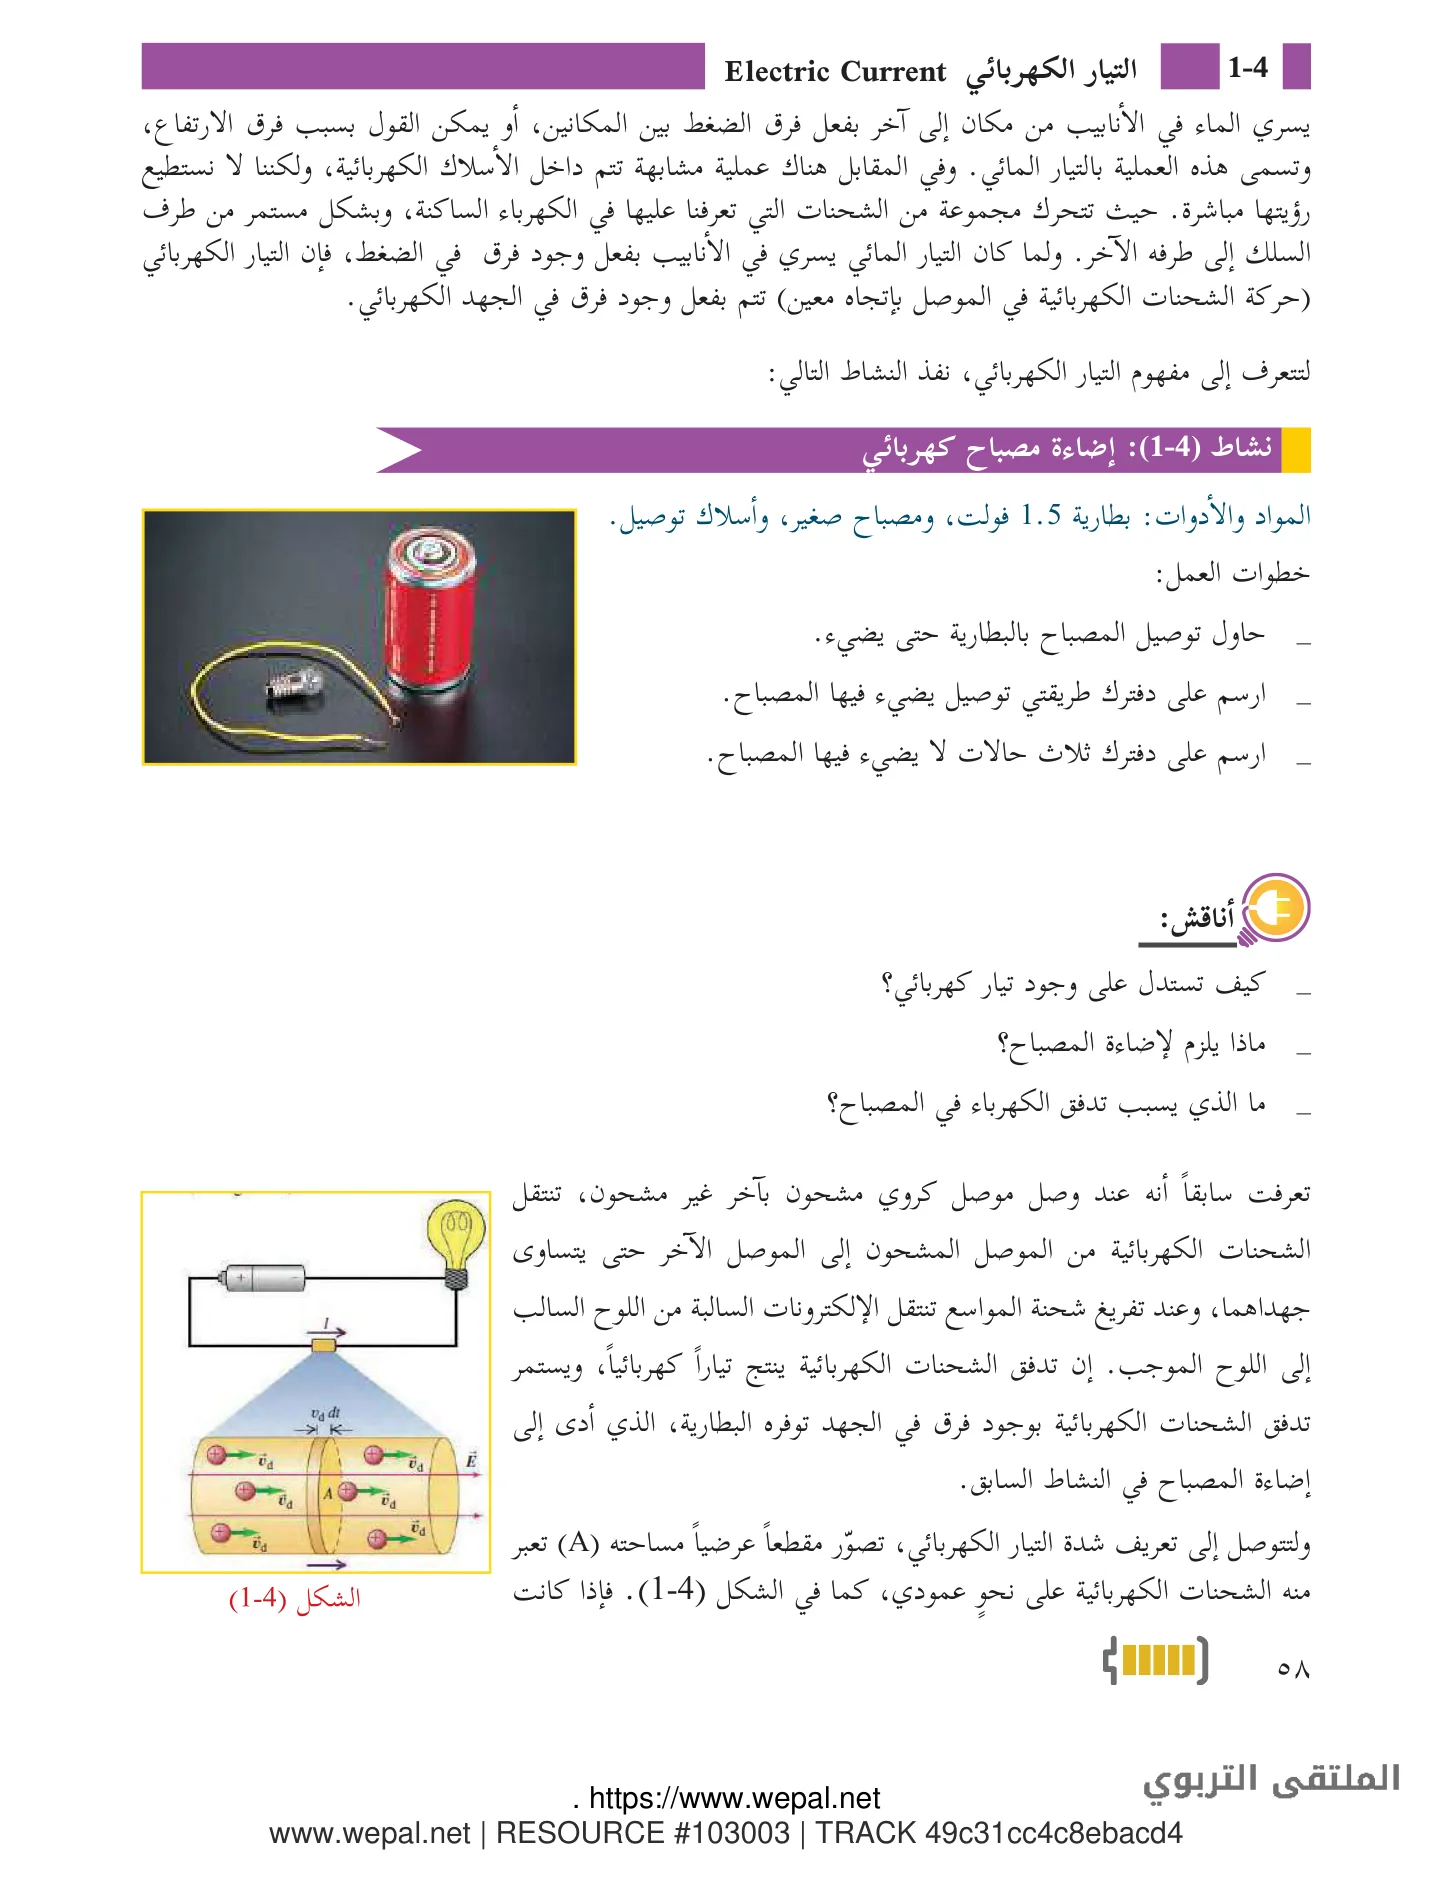 1-4 التيار الكهربائي Electric Current
يسري الماء في الأنابيب من مكان إلى آخر بفعل فرق الضغط بين المكانين، أو يمكن القول بسبب فرق الارتفاع،
وتسمى هذه العملية بالتيار المائي. وفي المقابل هناك عملية مشابهة تتم داخل الأسلاك الكهربائية، ولكننا لا نستطيع
رؤيتها مباشرة. حيث تتحرك مجموعة من الشحنات التي تعرفنا عليها في الكهرباء الساكنة، وبشكل مستمر من طرف
السلك إلى طرفه الآخر. ولما كان التيار المائي يسري في الأنابيب بفعل وجود فرق في الضغط، فإن التيار الكهربائي
(حركة الشحنات الكهربائية في الموصل بإتجاه معين) تتم بفعل وجود فرق في الجهد الكهربائي.
لتتعرف إلى مفهوم التيار الكهربائي، نفذ النشاط التالي:
نشاط (4-1): إضاءة مصباح كهربائي
المواد والأدوات: بطارية 1.5 فولت، ومصباح صغير، وأسلاك توصيل.
خطوات العمل:
_ حاول توصيل المصباح بالبطارية حتى يضيء.
_ ارسم على دفترك طريقتي توصيل يضيء فيها المصباح.
_ ارسم على دفترك ثلاث حالات لا يضيء فيها المصباح.
أناقش:
_ كيف تستدل على وجود تيار كهربائي؟
_ ماذا يلزم لإضاءة المصباح؟
_ ما الذي يسبب تدفق الكهرباء في المصباح؟
تعرفت سابقاً أنه عند وصل موصل كروي مشحون بآخر غير مشحون، تنتقل
الشحنات الكهربائية من الموصل المشحون إلى الموصل الآخر حتى يتساوى
جهداهما، وعند تفريغ شحنة المواسع تنتقل الإلكترونات السالبة من اللوح السالب
إلى اللوح الموجب. إن تدفق الشحنات الكهربائية ينتج تياراً كهربائياً، ويستمر
تدفق الشحنات الكهربائية بوجود فرق في الجهد توفره البطارية، الذي أدى إلى
إضاءة المصباح في النشاط السابق.
ولتتوصل إلى تعريف شدة التيار الكهربائي، تصوّر مقطعاً عرضياً مساحته (A) تعبر
منه الشحنات الكهربائية على نحوٍ عمودي، كما في الشكل (4-1). فإذا كانت
+ −
I
v_d dt
v_d v_d E
v_d A v_d
v_d v_d
الشكل (4-1)
٥٨
الملتقى التربوي
. https://www.wepal.net
www.wepal.net | RESOURCE #103003 | TRACK 49c31cc4c8ebacd4